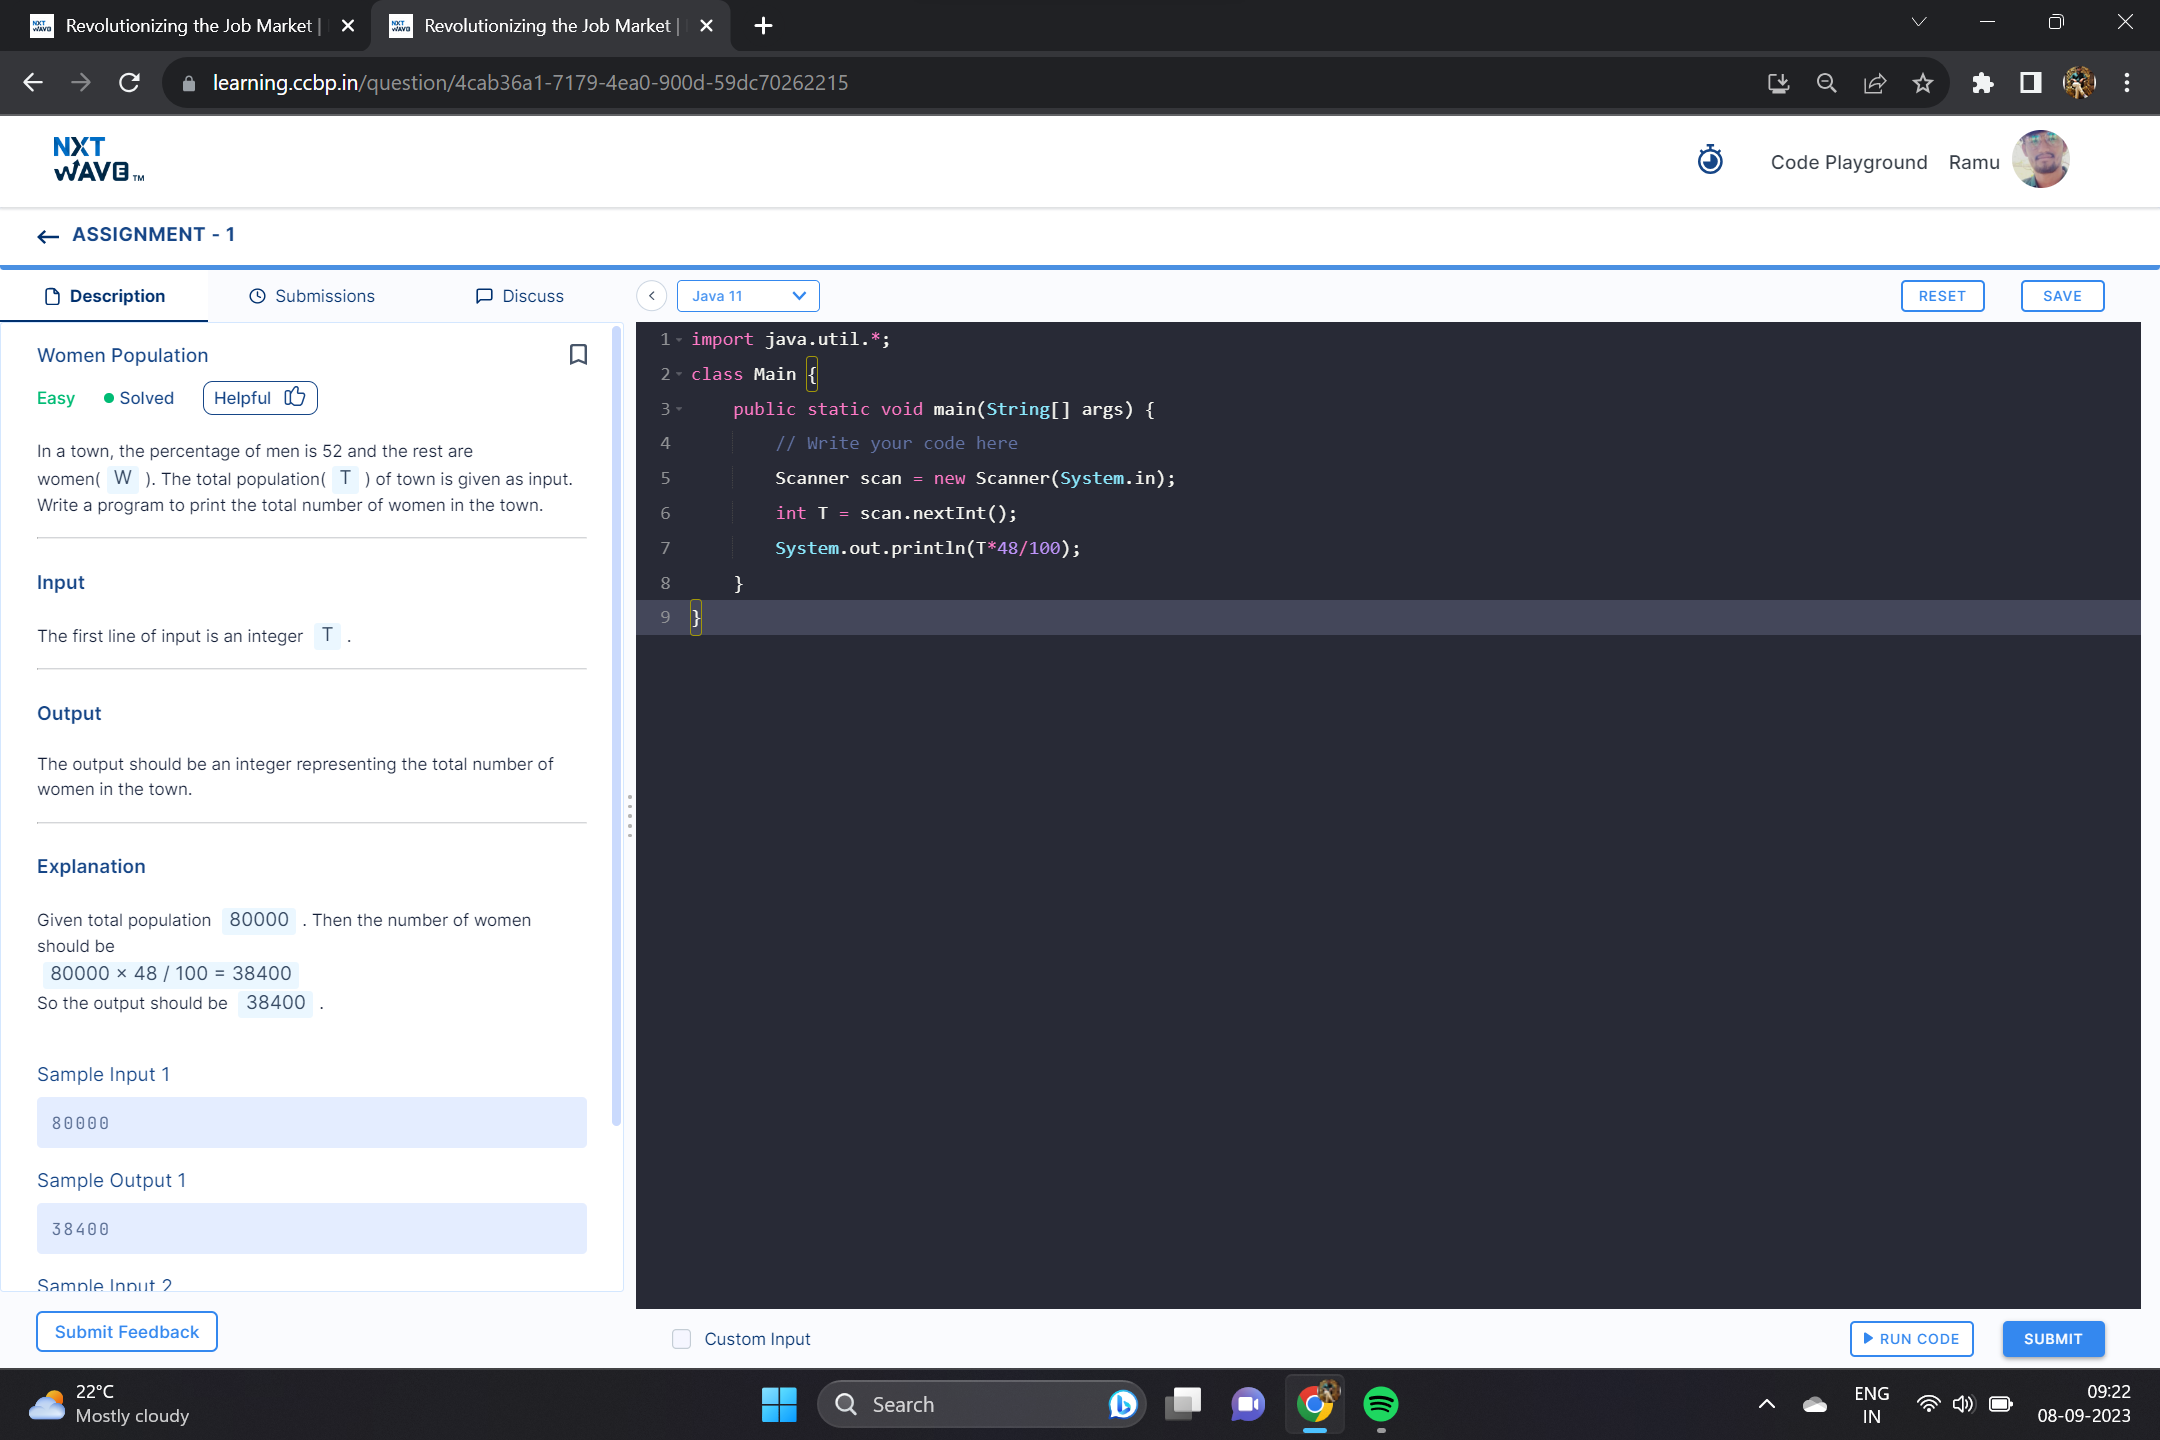 Revolutionizing the Job Market |
Revolutionizing the Job Market |
learning.ccbp.in/question/4cab36a1-7179-4ea0-900d-59dc70262215
NXT
WAVE TM
Code Playground
Ramu
ASSIGNMENT - 1
Description
Submissions
Discuss
Java 11
RESET
SAVE
Women Population
Easy
Solved
Helpful
In a town, the percentage of men is 52 and the rest are
women( W ). The total population( T ) of town is given as input.
Write a program to print the total number of women in the town.
Input
The first line of input is an integer T .
Output
The output should be an integer representing the total number of
women in the town.
Explanation
Given total population 80000 . Then the number of women
should be
80000 × 48 / 100 = 38400
So the output should be 38400 .
Sample Input 1
80000
Sample Output 1
38400
Sample Input 2
Submit Feedback
1 import java.util.*;
2 class Main {
3 public static void main(String[] args) {
4 // Write your code here
5 Scanner scan = new Scanner(System.in);
6 int T = scan.nextInt();
7 System.out.println(T*48/100);
8 }
9 }
Custom Input
RUN CODE
SUBMIT
22°C
Mostly cloudy
Search
ENG
IN
09:22
08-09-2023